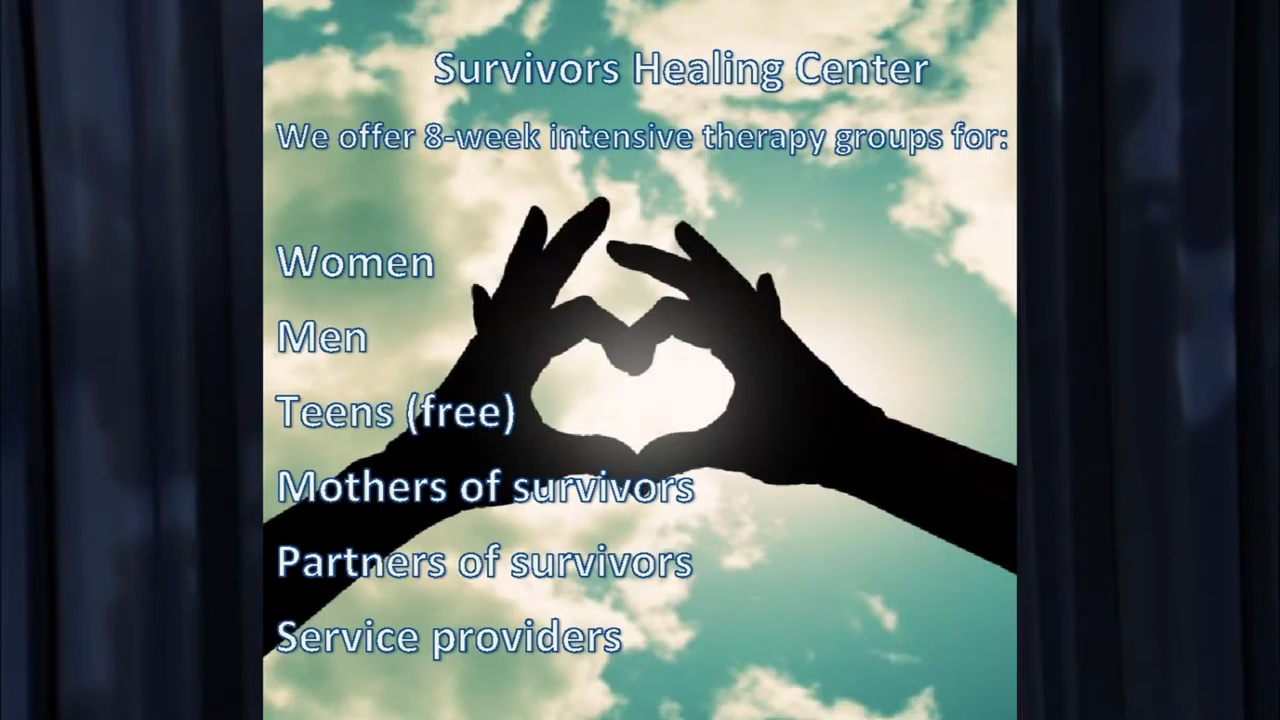 Survivors Healing Center
We offer 8-week intensive therapy groups for:
Women
Men
Teens (free)
Mothers of survivors
Partners of survivors
Service providers